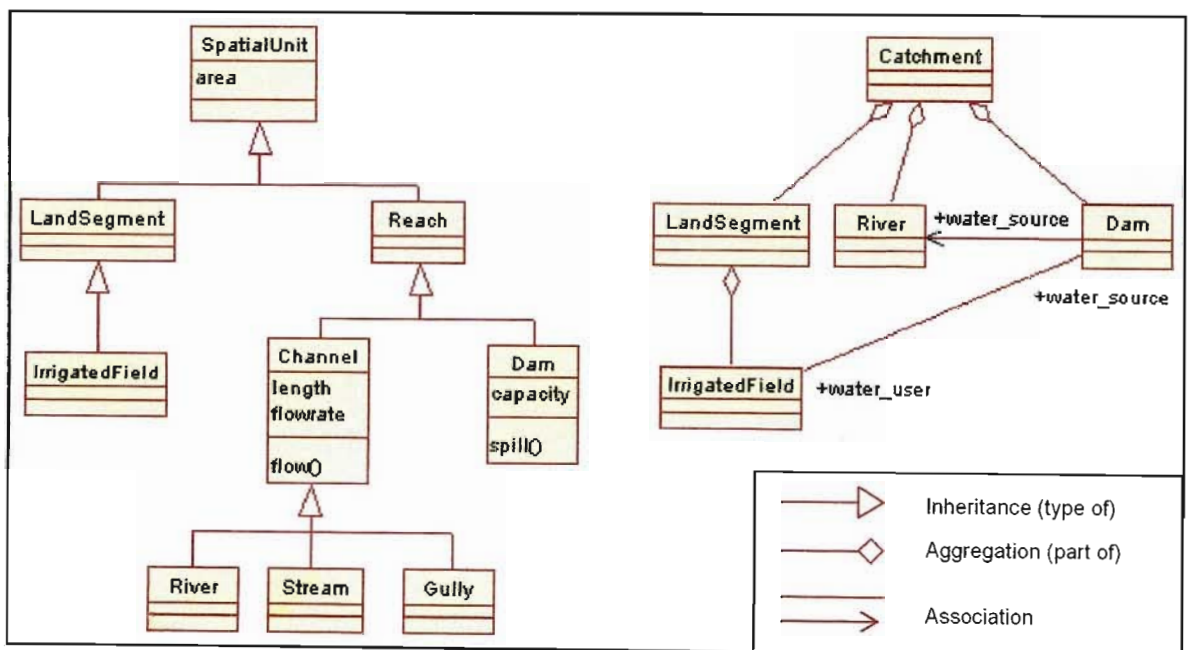 SpatialUnit
area
LandSegment
Reach
IrrigatedField
Channel
length
flowrate
flow()
Dam
capacity
spill()
River
Stream
Gully
Catchment
LandSegment
River
+water_source
Dam
+water_source
IrrigatedField
+water_user
Inheritance (type of)
Aggregation (part of)
Association